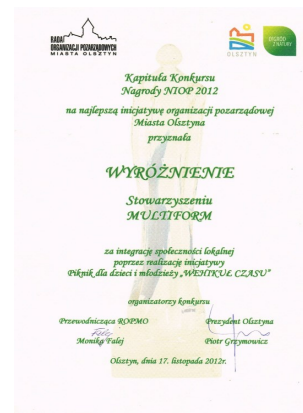 RADA
ORGANIZACJI POZARZĄDOWYCH
MIASTA OLSZTYN
OLSZTYN
OGRÓD
Z NATURY
Kapituła Konkursu
Nagrody NIOP 2012
na najlepszą inicjatywę organizacji pozarządowej
Miasta Olsztyna
przyznała
WYRÓŻNIENIE
Stowarzyszeniu
MULTIFORM
za integrację społeczności lokalnej
poprzez realizację inicjatywy
Piknik dla dzieci i młodzieży „WEHIKUŁ CZASU”
organizatorzy konkursu
Przewodnicząca ROPMO
Prezydent Olsztyna
Monika Falej
Piotr Grzymowicz
Olsztyn, dnia 17. listopada 2012r.